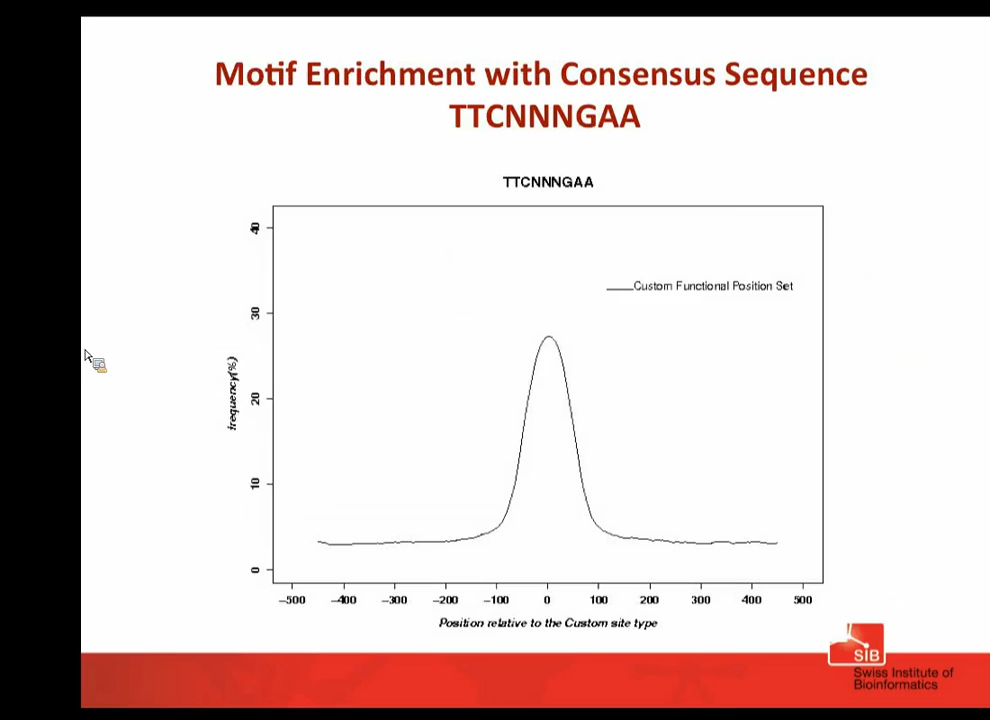 Motif Enrichment with Consensus Sequence
TTCNNNGAA
TTCNNNGAA
40
30
20
10
0
frequency(%)
Custom Functional Position Set
−500 −400 −300 −200 −100 0 100 200 300 400 500
Position relative to the Custom site type
SIB
Swiss Institute of
Bioinformatics